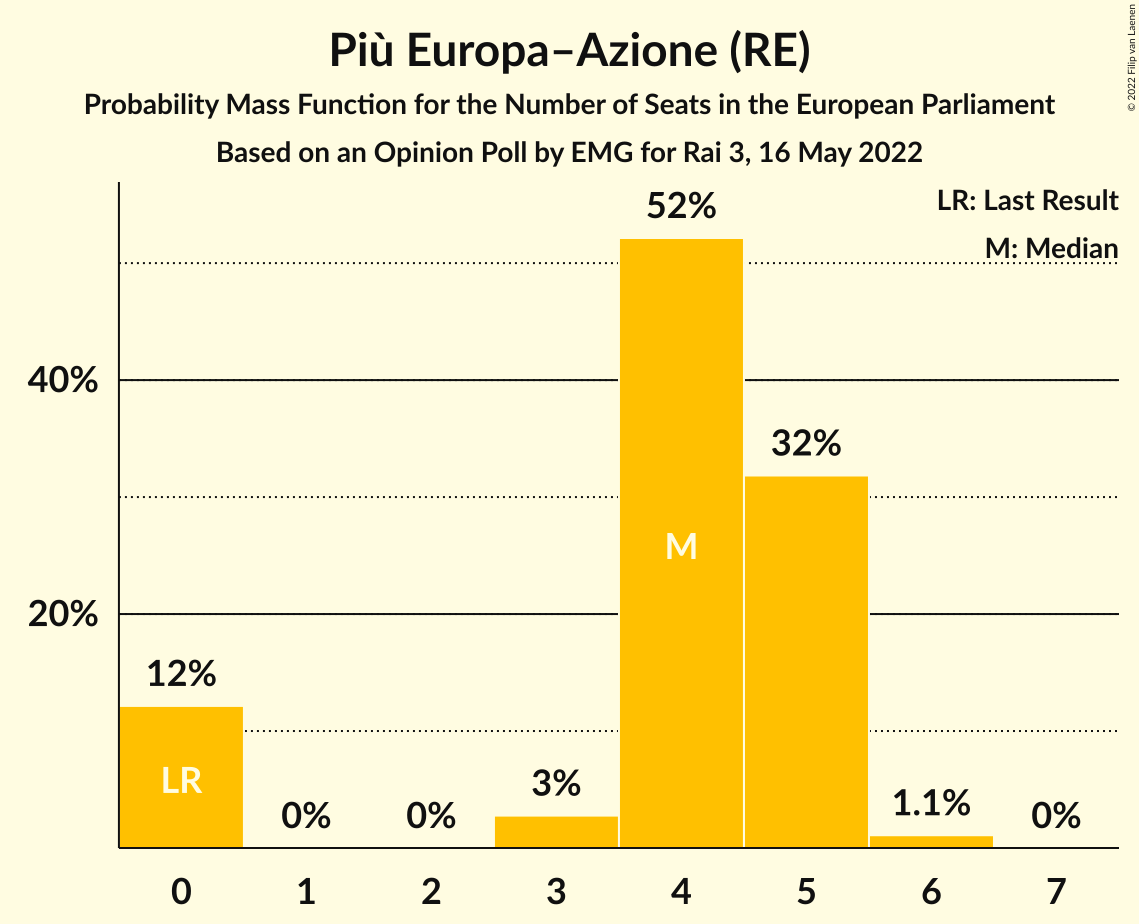 Più Europa–Azione (RE)
Probability Mass Function for the Number of Seats in the European Parliament
Based on an Opinion Poll by EMG for Rai 3, 16 May 2022
© 2022 Filip van Laenen
LR: Last Result
M: Median
52%
40%
32%
M
20%
12%
LR
0%
0%
3%
1.1%
0%
0 1 2 3 4 5 6 7